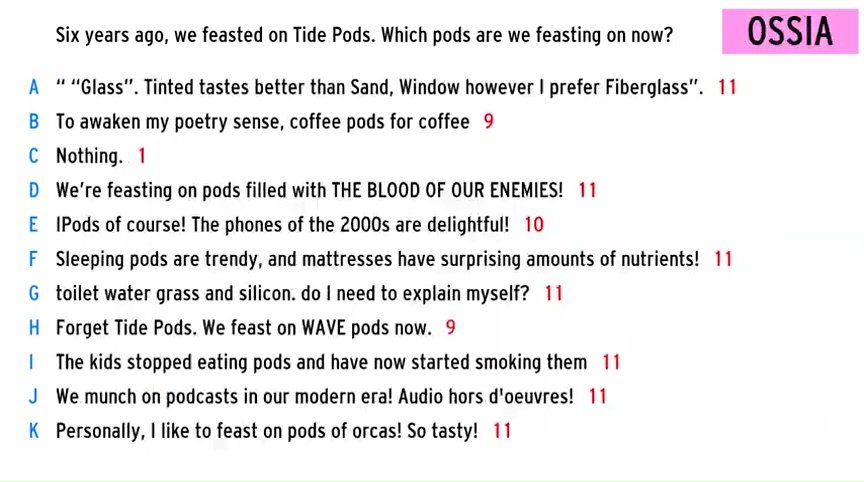 Six years ago, we feasted on Tide Pods. Which pods are we feasting on now?
OSSIA
A “ “Glass”. Tinted tastes better than Sand, Window however I prefer Fiberglass”. 11
B To awaken my poetry sense, coffee pods for coffee 9
C Nothing. 1
D We're feasting on pods filled with THE BLOOD OF OUR ENEMIES! 11
E IPods of course! The phones of the 2000s are delightful! 10
F Sleeping pods are trendy, and mattresses have surprising amounts of nutrients! 11
G toilet water grass and silicon. do I need to explain myself? 11
H Forget Tide Pods. We feast on WAVE pods now. 9
I The kids stopped eating pods and have now started smoking them 11
J We munch on podcasts in our modern era! Audio hors d'oeuvres! 11
K Personally, I like to feast on pods of orcas! So tasty! 11